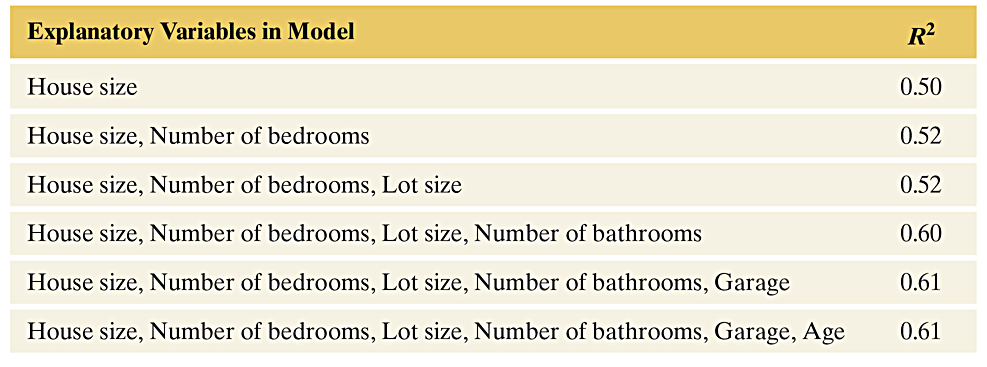 Explanatory Variables in Model R²
House size 0.50
House size, Number of bedrooms 0.52
House size, Number of bedrooms, Lot size 0.52
House size, Number of bedrooms, Lot size, Number of bathrooms 0.60
House size, Number of bedrooms, Lot size, Number of bathrooms, Garage 0.61
House size, Number of bedrooms, Lot size, Number of bathrooms, Garage, Age 0.61